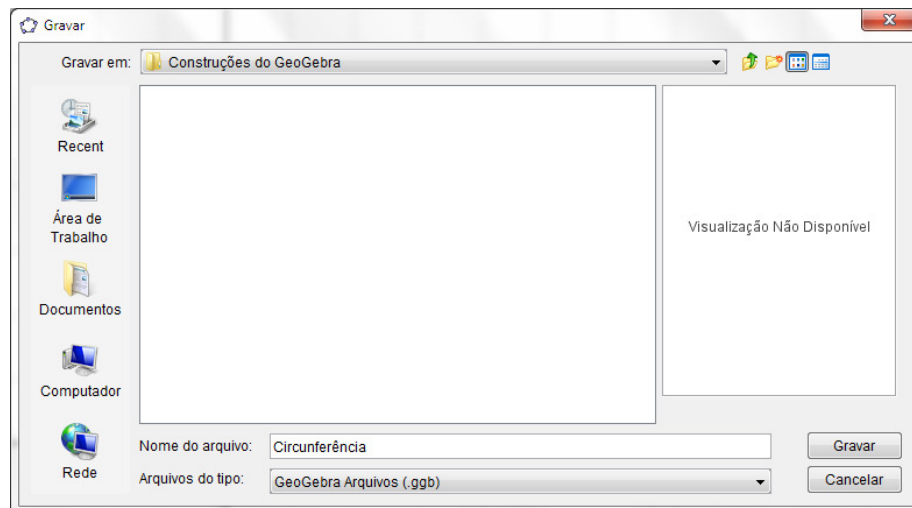 Gravar
Gravar em: Construções do GeoGebra
Recent
Área de
Trabalho
Visualização Não Disponível
Documentos
Computador
Rede
Nome do arquivo: Circunferência Gravar
Arquivos do tipo: GeoGebra Arquivos (.ggb) Cancelar